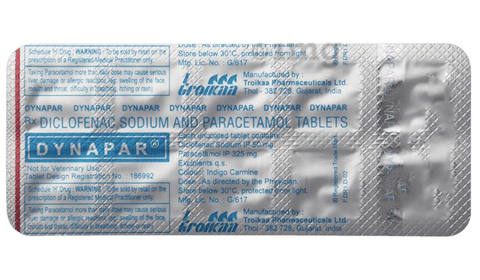 Schedule 'H' Drug : WARNING : To be sold by retail on the
prescription of a Registered Medical Practitioner only.
Taking Paracetamol more than daily dose may cause serious
liver damage or allergic reactions (eg. swelling of the face,
mouth and throat, difficulty in breathing, itching or rash)
Dose : As directed by the Physician
Store below 30°C, protected from light.
Mfg. Lic. No. : G/617
Manufactured by :
troikaa
Troikaa Pharmaceuticals Ltd.
Thol - 382 728, Gujarat, India
DYNAPAR DYNAPAR DYNAPAR DYNAPAR DYNAPAR DYNAPAR DYNAPAR
Rx DICLOFENAC SODIUM AND PARACETAMOL TABLETS
DYNAPAR®
Not for Veterinary Use
Tablet Design Registration No. : 186992
Each uncoated tablet contains :
Diclofenac Sodium IP 50 mg
Paracetamol IP 325 mg
Excipients q.s.
Colour : Indigo Carmine
Dose : As directed by the Physician
Store below 30°C, protected from light.
Mfg. Lic. No. : G/617
Schedule 'H' Drug : WARNING : To be sold by retail on the
prescription of a Registered Medical Practitioner only.
Taking Paracetamol more than daily dose may cause serious
liver damage or allergic reactions (eg. swelling of the face,
mouth and throat, difficulty in breathing, itching or rash)
Manufactured by :
troikaa
Troikaa Pharmaceuticals Ltd.
Thol - 382 728, Gujarat, India